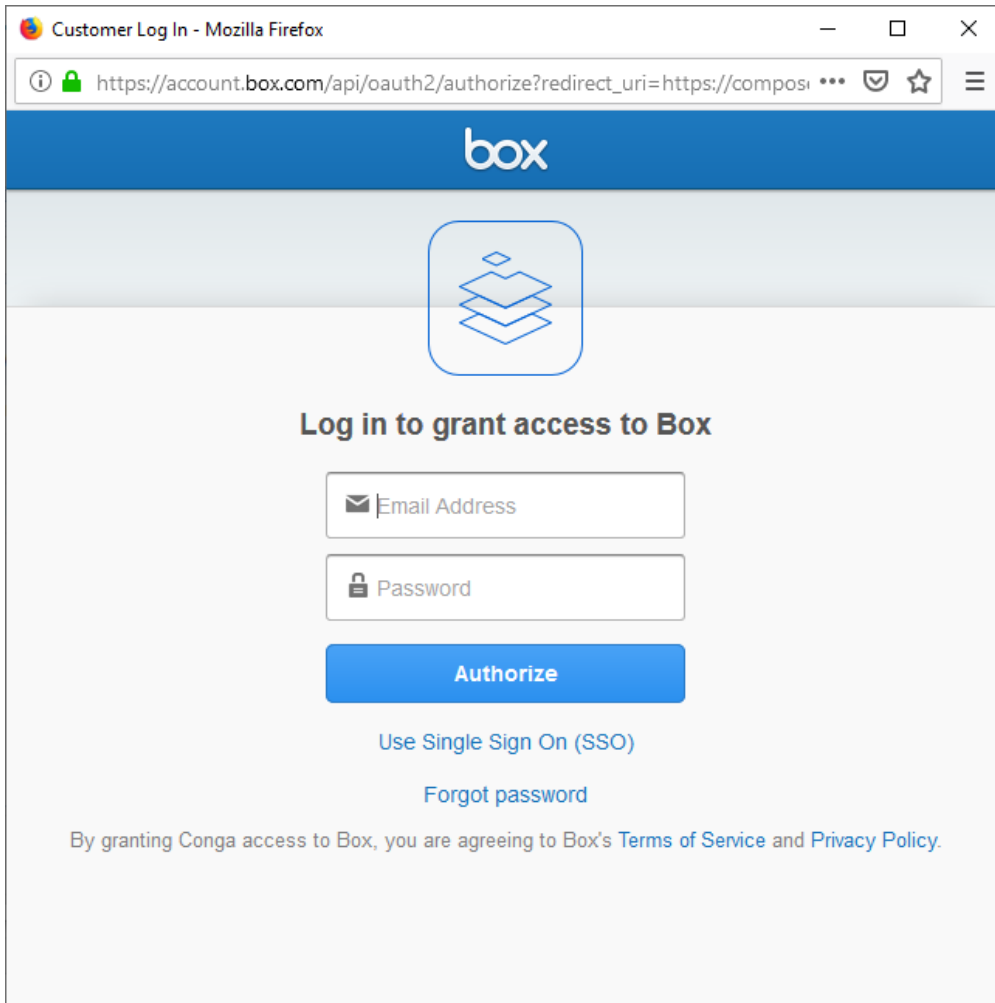 Customer Log In - Mozilla Firefox
https://account.box.com/api/oauth2/authorize?redirect_uri=https://compos
box
Log in to grant access to Box
Email Address
Password
Authorize
Use Single Sign On (SSO)
Forgot password
By granting Conga access to Box, you are agreeing to Box's Terms of Service and Privacy Policy.